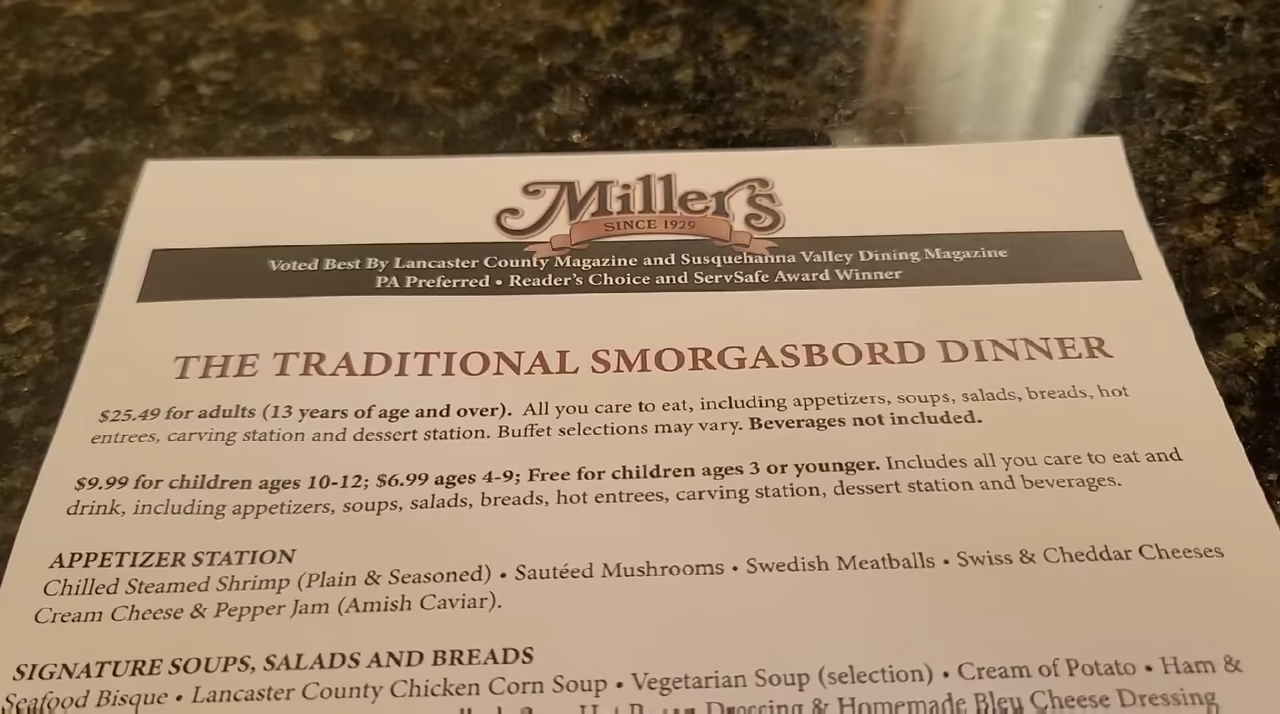 Miller's
SINCE 1929
Voted Best By Lancaster County Magazine and Susquehanna Valley Dining Magazine
PA Preferred • Reader's Choice and ServSafe Award Winner
THE TRADITIONAL SMORGASBORD DINNER
$25.49 for adults (13 years of age and over). All you care to eat, including appetizers, soups, salads, breads, hot
entrees, carving station and dessert station. Buffet selections may vary. Beverages not included.
$9.99 for children ages 10-12; $6.99 ages 4-9; Free for children ages 3 or younger. Includes all you care to eat and
drink, including appetizers, soups, salads, breads, hot entrees, carving station, dessert station and beverages.
APPETIZER STATION
Chilled Steamed Shrimp (Plain & Seasoned) • Sautéed Mushrooms • Swedish Meatballs • Swiss & Cheddar Cheeses
Cream Cheese & Pepper Jam (Amish Caviar).
SIGNATURE SOUPS, SALADS AND BREADS
Seafood Bisque • Lancaster County Chicken Corn Soup • Vegetarian Soup (selection) • Cream of Potato • Ham &
Dressing & Homemade Bleu Cheese Dressing